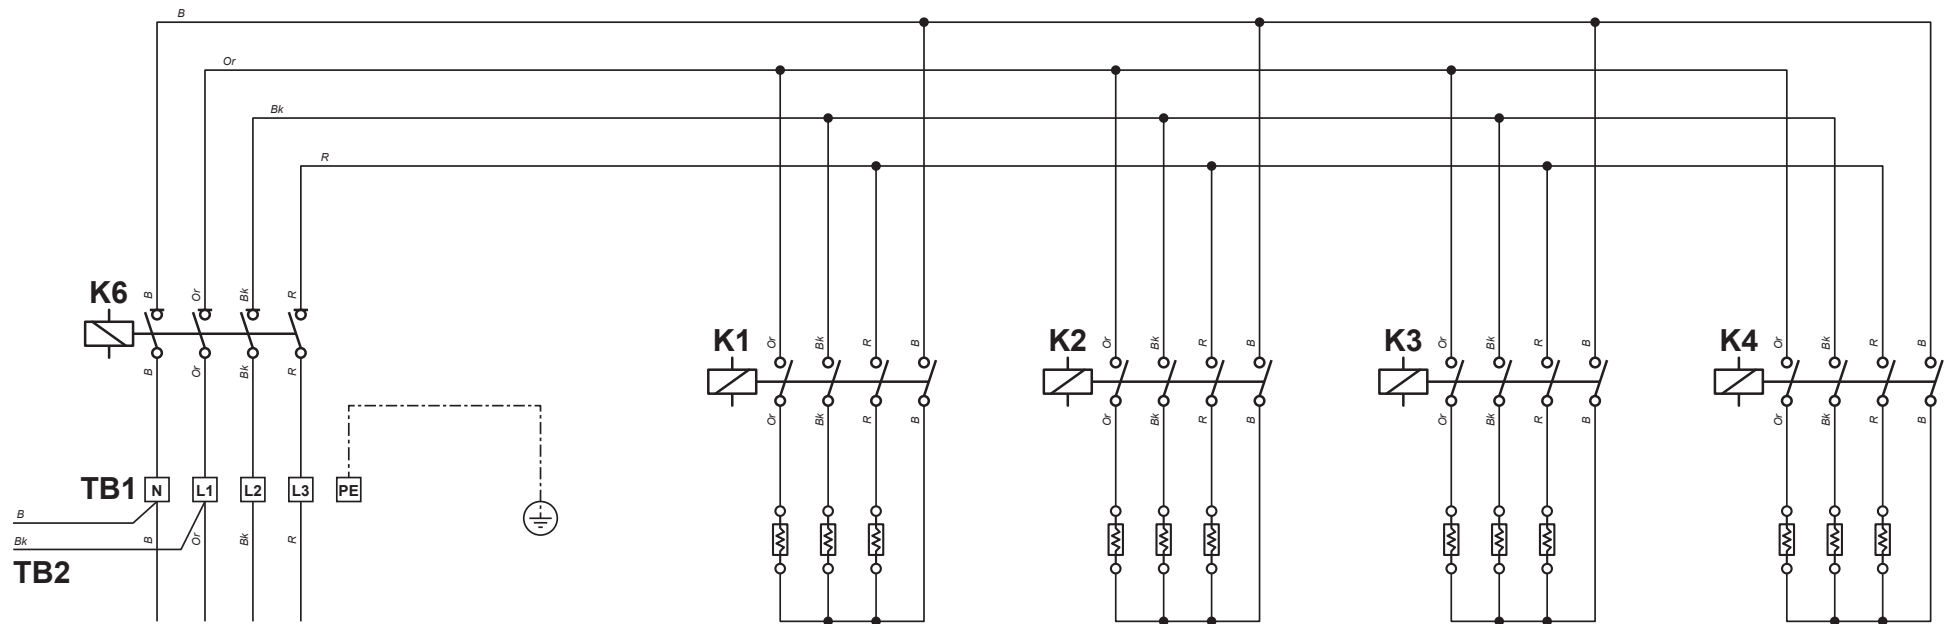 B
Or
Bk
R
K6 B Or Bk R
K1 Or Bk R B
K2 Or Bk R B
K3 Or Bk R B
K4 Or Bk R B
B Or Bk R
Or Bk R B
Or Bk R B
Or Bk R B
Or Bk R B
TB1 N L1 L2 L3 PE
B
Bk
B Or Bk R
TB2